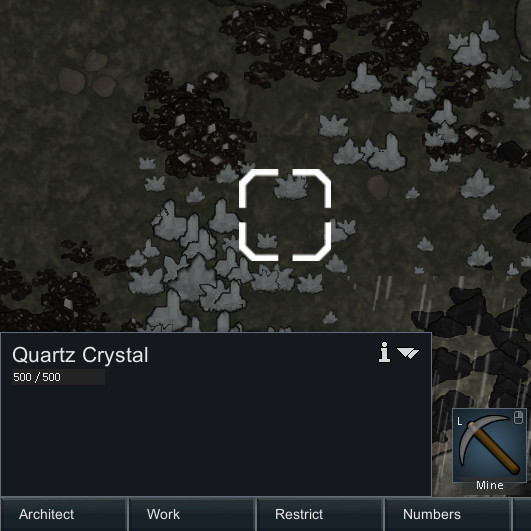 Quartz Crystal
500 / 500
L
Mine
Architect
Work
Restrict
Numbers